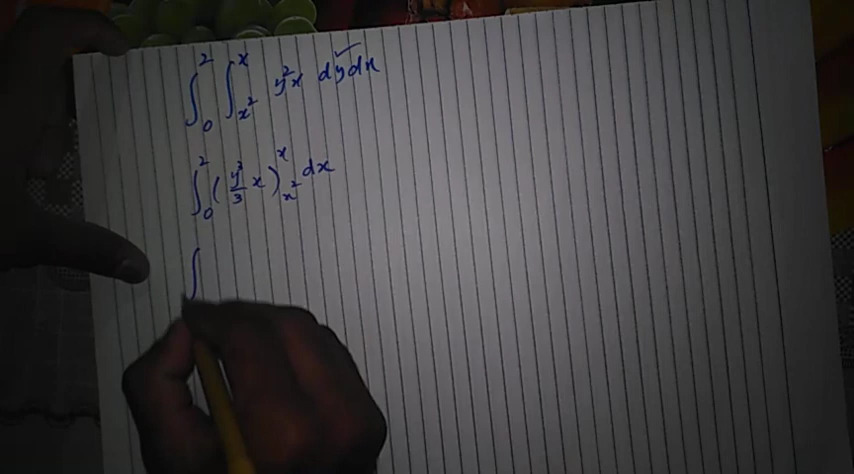 ∫₀² ∫ₓ²ˣ y²x dy dx
∫₀² (y³/3 x)ₓ²ˣ dx
∫